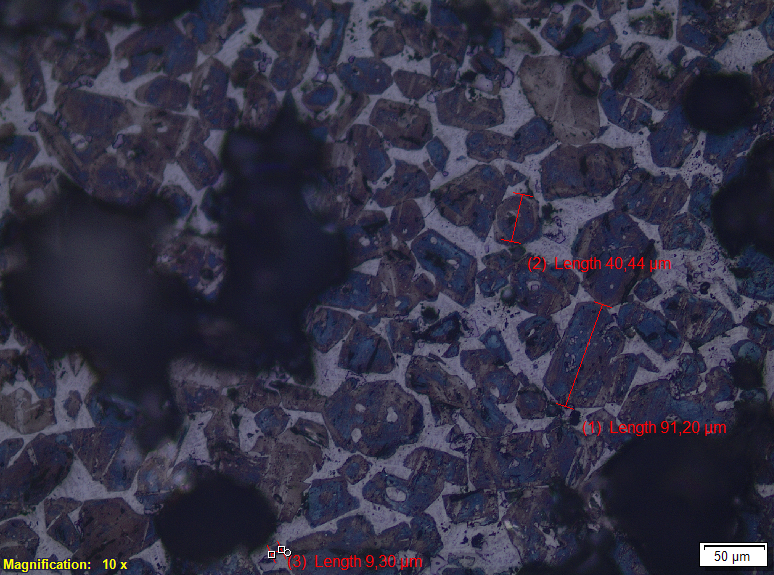 (2) Length 40,44 µm
(1) Length 91,20 µm
(3) Length 9,30 µm
Magnification: 10 x
50 µm